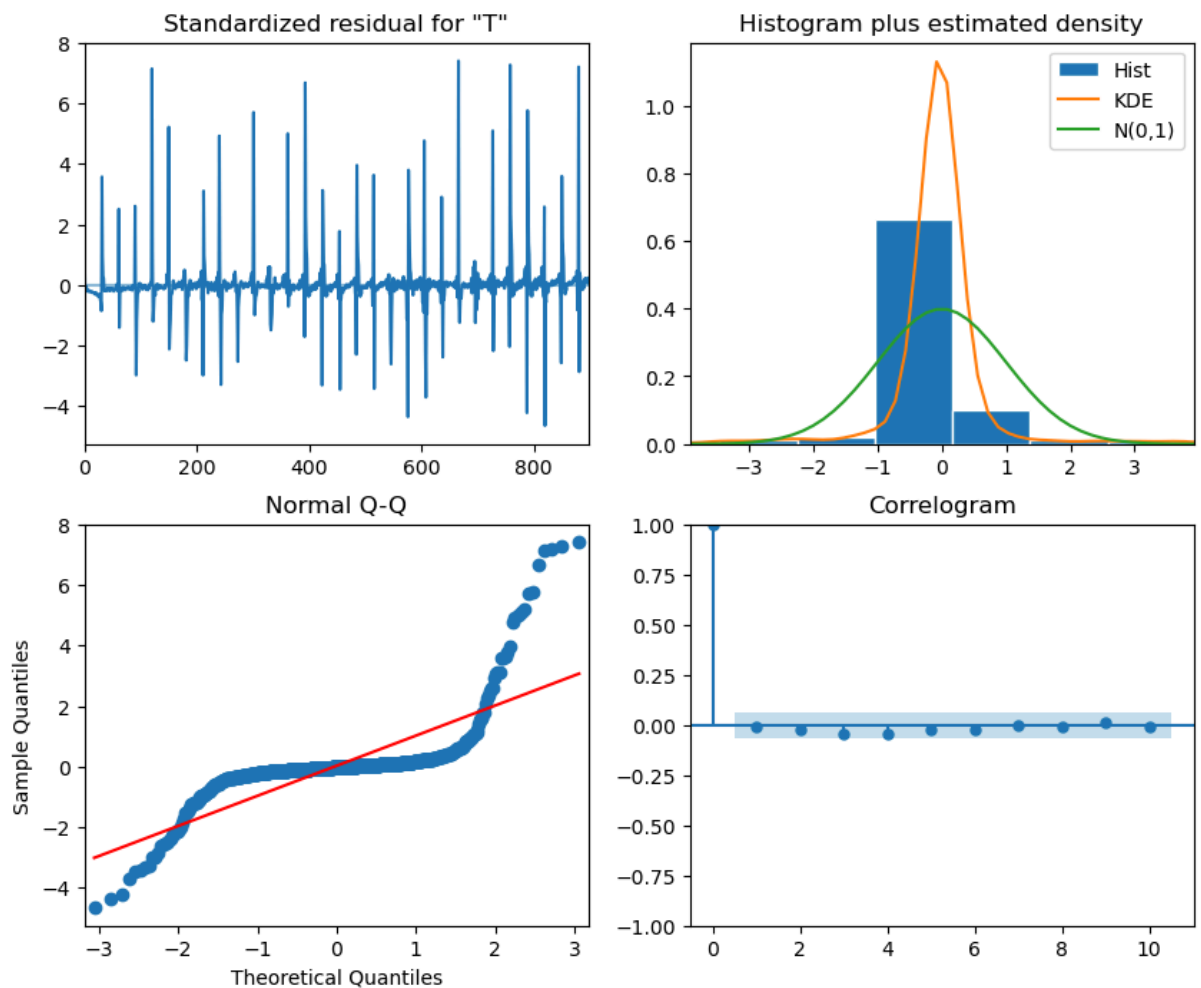 Standardized residual for "T"
8
6
4
2
0
−2
−4
0 200 400 600 800
Histogram plus estimated density
Hist
KDE
N(0,1)
1.0
0.8
0.6
0.4
0.2
0.0
−3 −2 −1 0 1 2 3
Normal Q-Q
Sample Quantiles
8
6
4
2
0
−2
−4
−3 −2 −1 0 1 2 3
Theoretical Quantiles
Correlogram
1.00
0.75
0.50
0.25
0.00
−0.25
−0.50
−0.75
−1.00
0 2 4 6 8 10